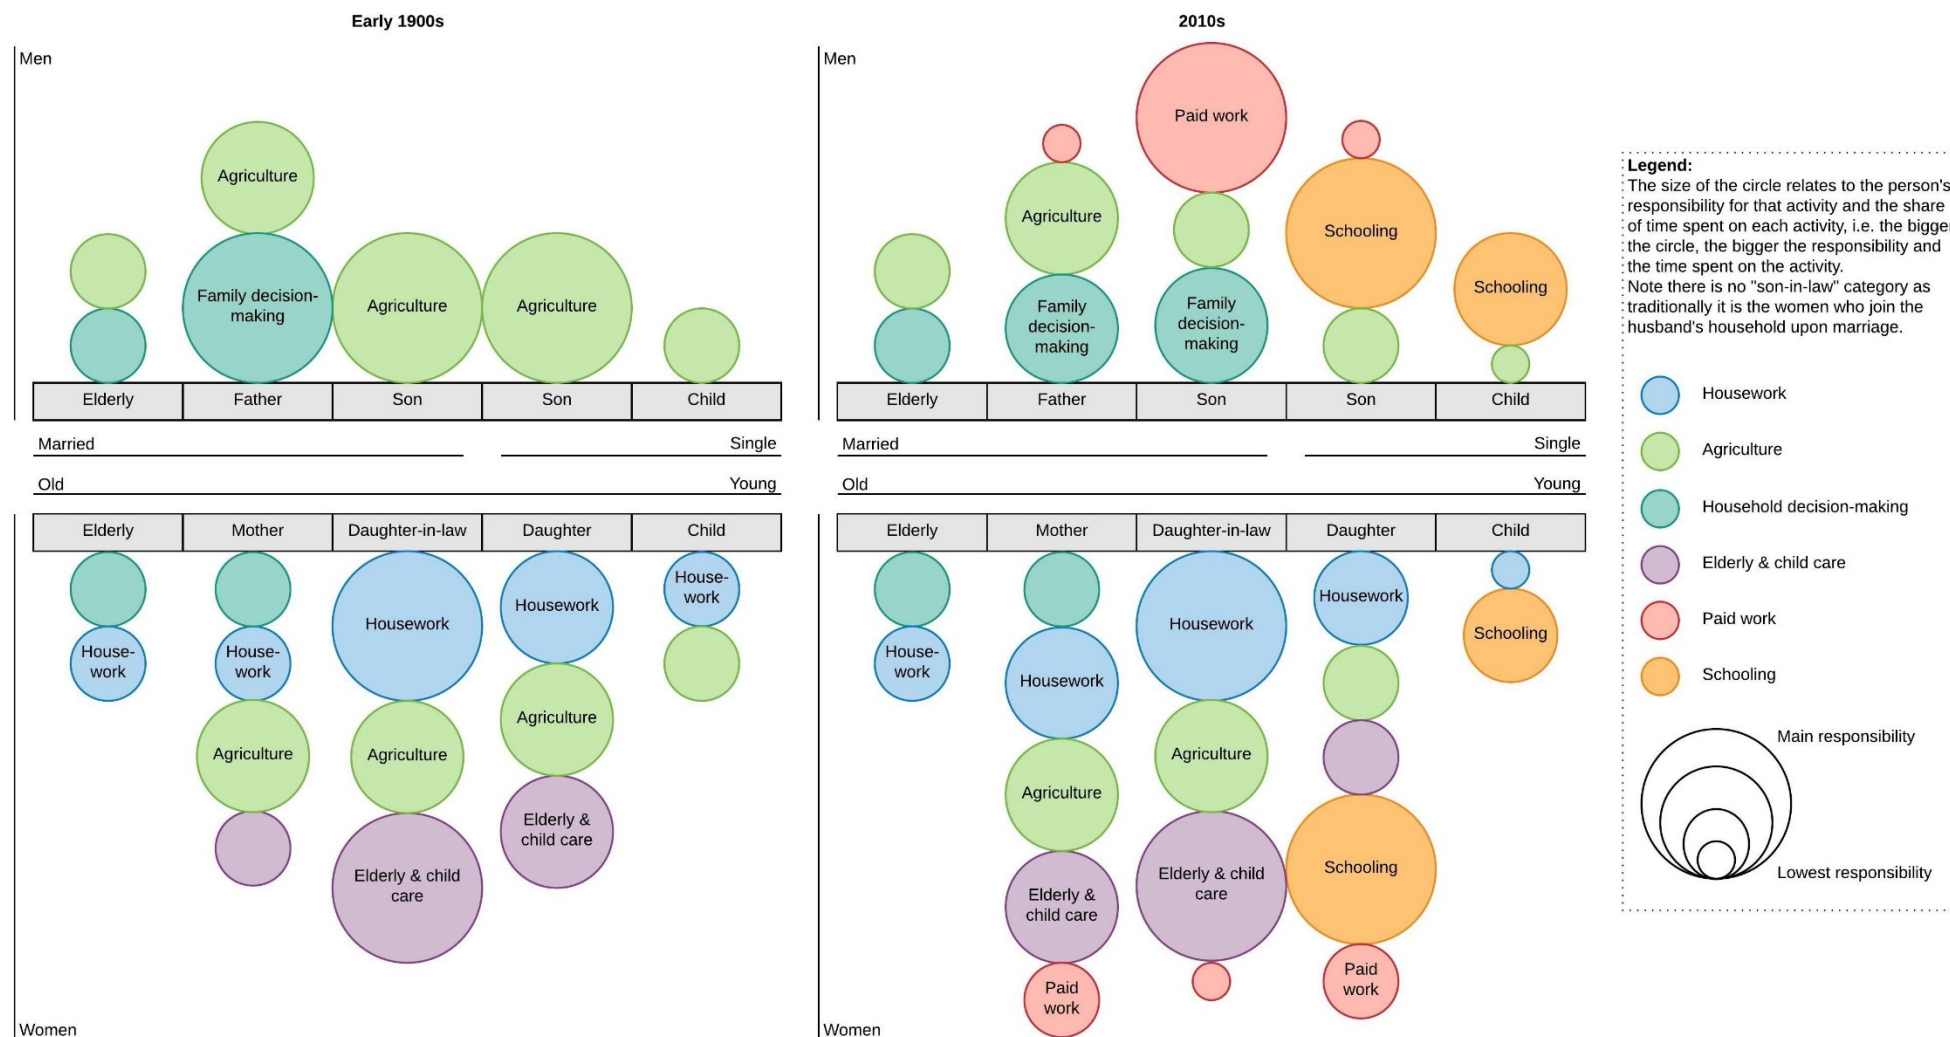 Early 1900s
Men
Agriculture
Family decision-
making
Agriculture
Agriculture
Elderly
Father
Son
Son
Child
Married
Single
Old
Young
Elderly
Mother
Daughter-in-law
Daughter
Child
House-
work
House-
work
Agriculture
Housework
Agriculture
Elderly & child
care
Housework
Agriculture
Elderly &
child care
House-
work
Women
2010s
Men
Agriculture
Family
decision-
making
Paid work
Family
decision-
making
Schooling
Schooling
Elderly
Father
Son
Son
Child
Married
Single
Old
Young
Elderly
Mother
Daughter-in-law
Daughter
Child
House-
work
Housework
Agriculture
Elderly &
child care
Paid
work
Housework
Agriculture
Elderly & child
care
Housework
Schooling
Paid
work
Schooling
Women
Legend:
The size of the circle relates to the person's
responsibility for that activity and the share
of time spent on each activity, i.e. the bigger
the circle, the bigger the responsibility and
the time spent on the activity.
Note there is no "son-in-law" category as
traditionally it is the women who join the
husband's household upon marriage.
Housework
Agriculture
Household decision-making
Elderly & child care
Paid work
Schooling
Main responsibility
Lowest responsibility